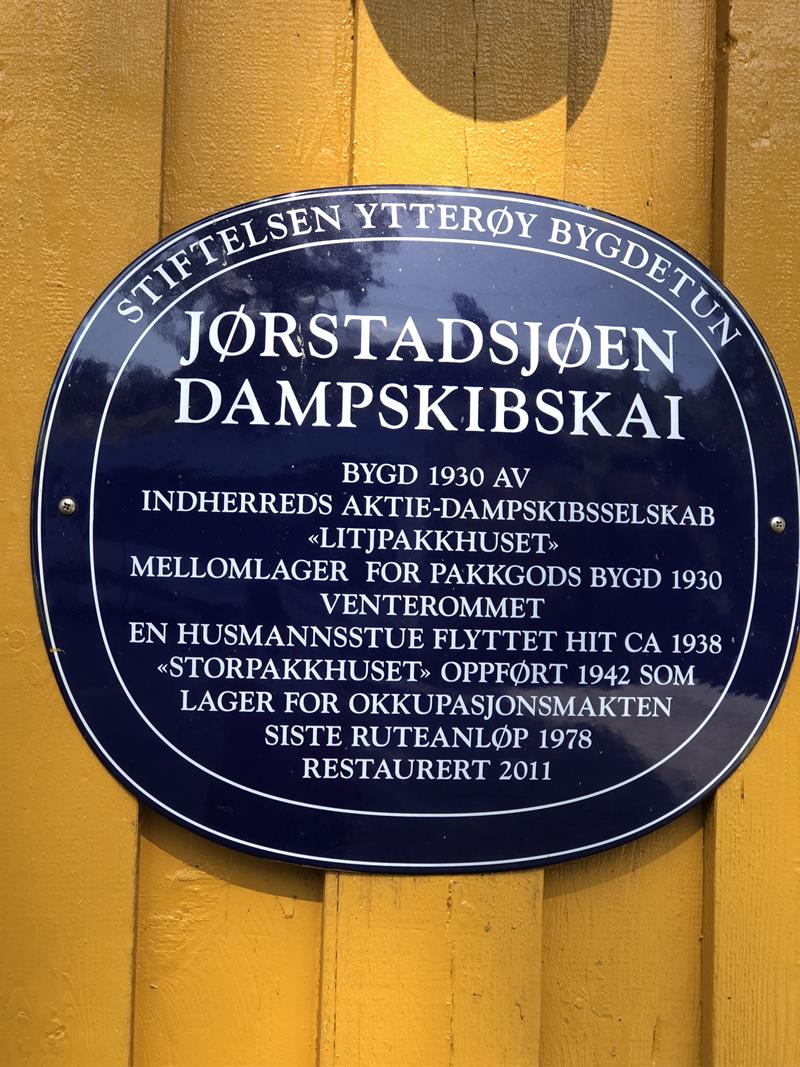 STIFTELSEN YTTERØY BYGDETUN
JØRSTADSJØEN
DAMPSKIBSKAI
BYGD 1930 AV
INDHERREDS AKTIE-DAMPSKIBSSELSKAB
«LITJPAKKHUSET»
MELLOMLAGER FOR PAKKGODS BYGD 1930
VENTEROMMET
EN HUSMANNSSTUE FLYTTET HIT CA 1938
«STORPAKKHUSET» OPPFØRT 1942 SOM
LAGER FOR OKKUPASJONSMAKTEN
SISTE RUTEANLØP 1978
RESTAURERT 2011